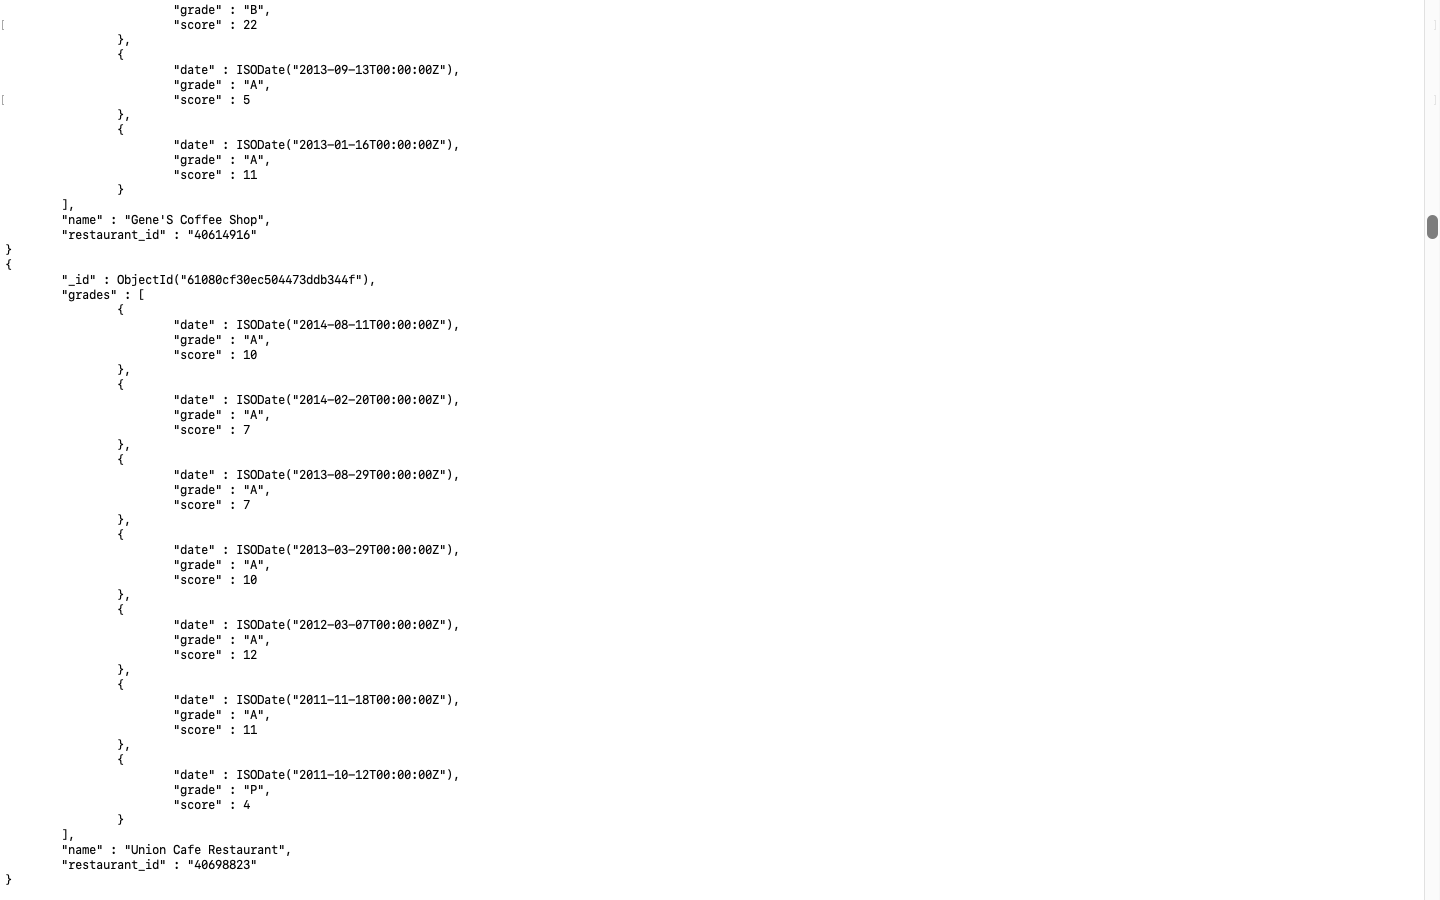 "grade" : "B",
"score" : 22
},
{
"date" : ISODate("2013-09-13T00:00:00Z"),
"grade" : "A",
"score" : 5
},
{
"date" : ISODate("2013-01-16T00:00:00Z"),
"grade" : "A",
"score" : 11
}
],
"name" : "Gene'S Coffee Shop",
"restaurant_id" : "40614916"
}
{
"_id" : ObjectId("61080cf30ec504473ddb344f"),
"grades" : [
{
"date" : ISODate("2014-08-11T00:00:00Z"),
"grade" : "A",
"score" : 10
},
{
"date" : ISODate("2014-02-20T00:00:00Z"),
"grade" : "A",
"score" : 7
},
{
"date" : ISODate("2013-08-29T00:00:00Z"),
"grade" : "A",
"score" : 7
},
{
"date" : ISODate("2013-03-29T00:00:00Z"),
"grade" : "A",
"score" : 10
},
{
"date" : ISODate("2012-03-07T00:00:00Z"),
"grade" : "A",
"score" : 12
},
{
"date" : ISODate("2011-11-18T00:00:00Z"),
"grade" : "A",
"score" : 11
},
{
"date" : ISODate("2011-10-12T00:00:00Z"),
"grade" : "P",
"score" : 4
}
],
"name" : "Union Cafe Restaurant",
"restaurant_id" : "40698823"
}